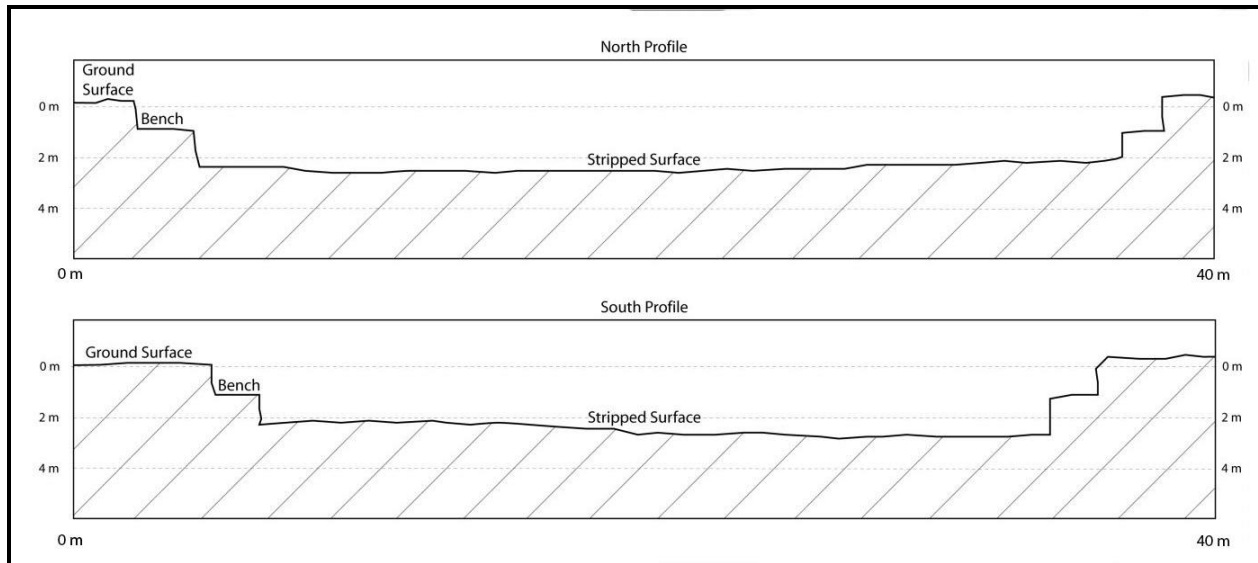 North Profile
Ground
Surface
0 m
0 m
Bench
2 m
Stripped Surface
2 m
4 m
4 m
0 m
40 m
South Profile
Ground Surface
0 m
0 m
Bench
2 m
Stripped Surface
2 m
4 m
4 m
0 m
40 m